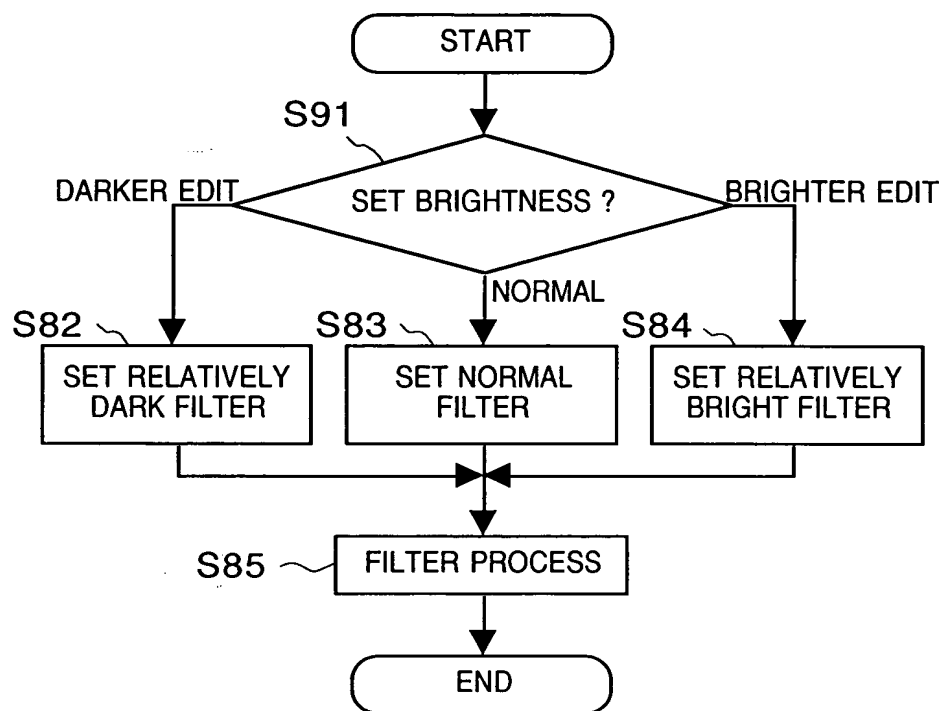 START
S91
DARKER EDIT
SET BRIGHTNESS ?
BRIGHTER EDIT
NORMAL
S82
S83
S84
SET RELATIVELY
DARK FILTER
SET NORMAL
FILTER
SET RELATIVELY
BRIGHT FILTER
S85
FILTER PROCESS
END